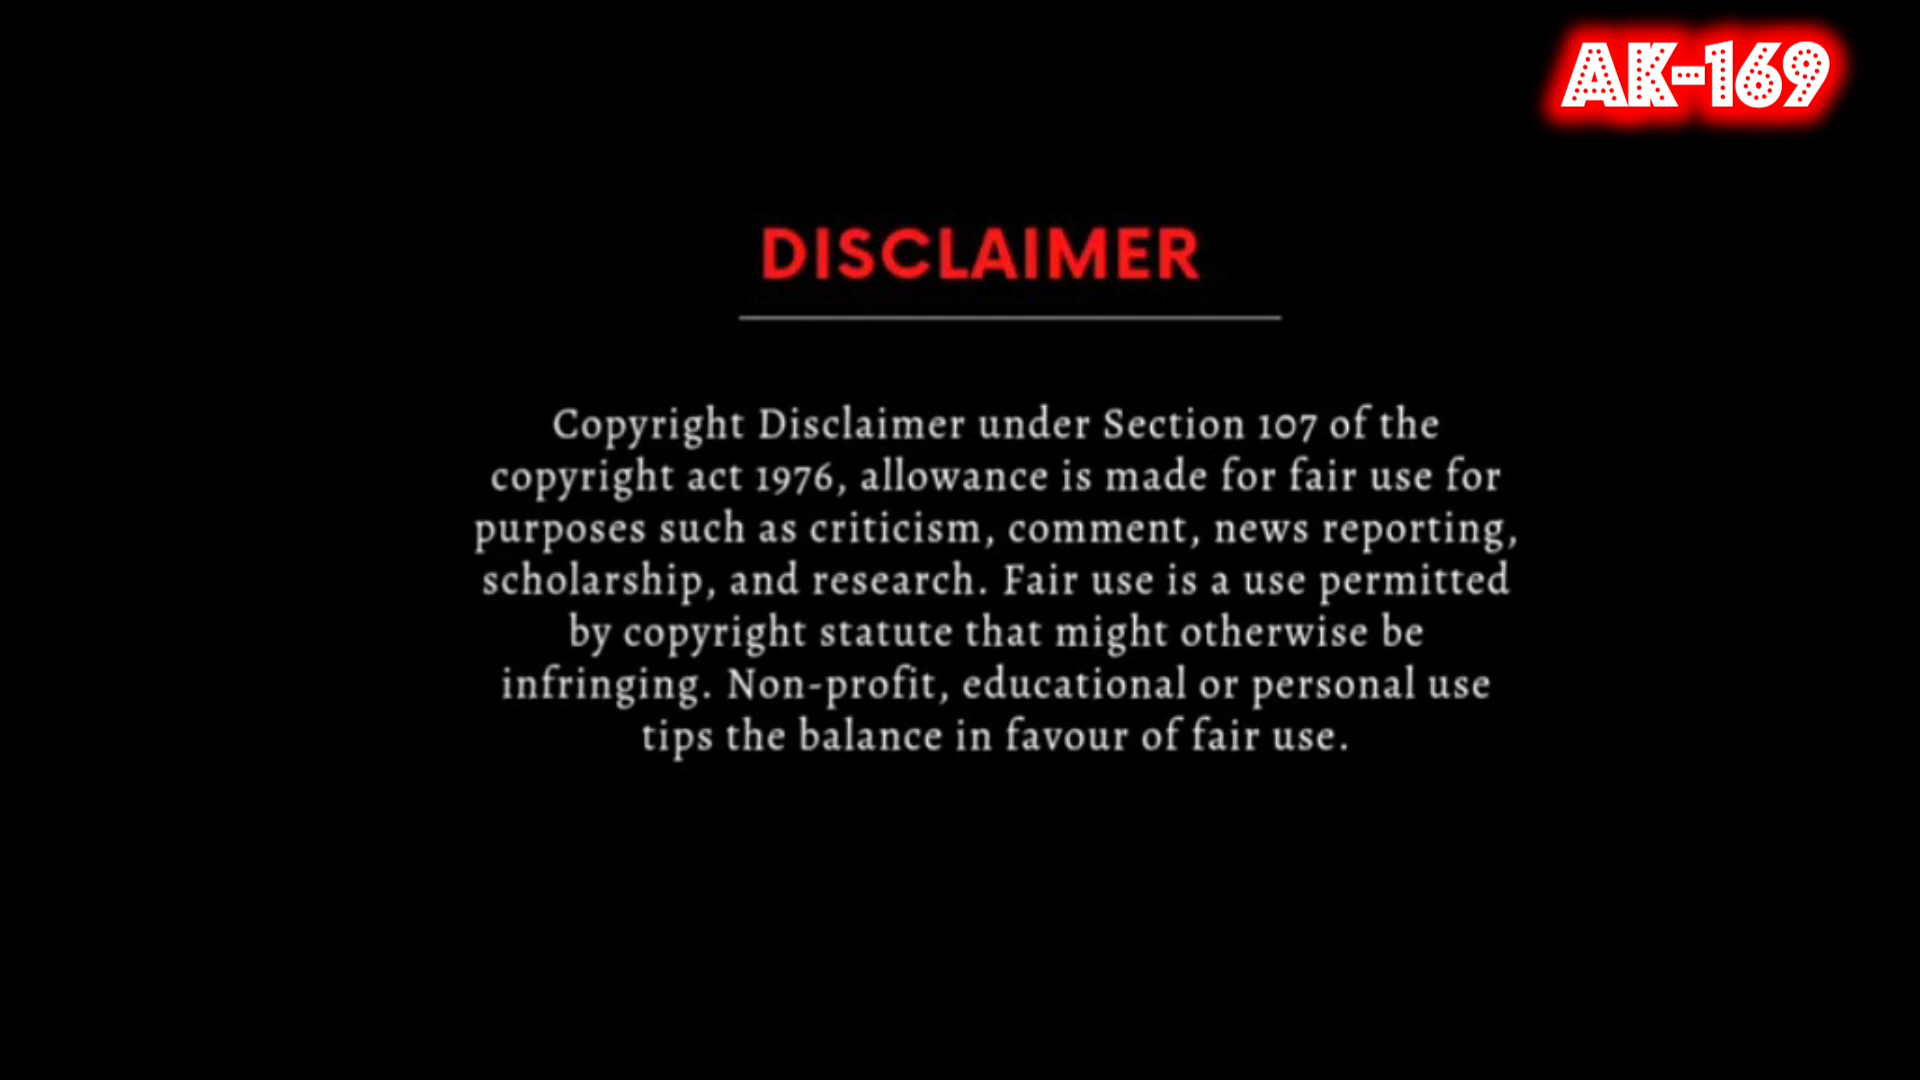 AK-169
DISCLAIMER
Copyright Disclaimer under Section 107 of the
copyright act 1976, allowance is made for fair use for
purposes such as criticism, comment, news reporting,
scholarship, and research. Fair use is a use permitted
by copyright statute that might otherwise be
infringing. Non-profit, educational or personal use
tips the balance in favour of fair use.